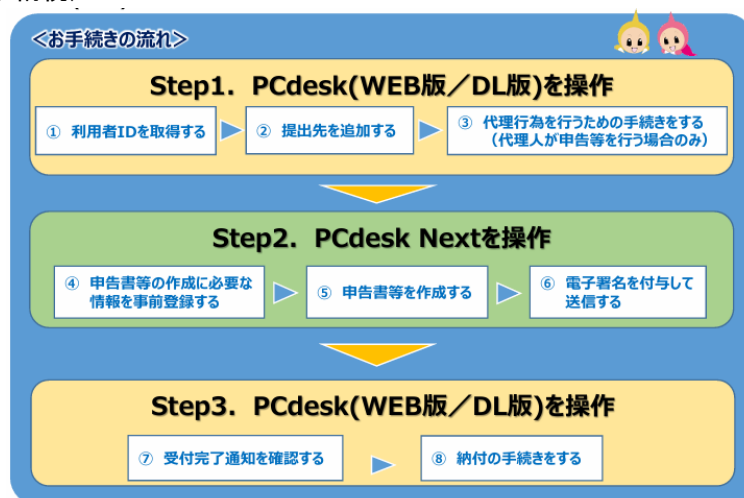 <お手続きの流れ>
Step1. PCdesk(WEB版/DL版)を操作
① 利用者IDを取得する
② 提出先を追加する
③ 代理行為を行うための手続きをする
(代理人が申告等を行う場合のみ)
Step2. PCdesk Nextを操作
④ 申告書等の作成に必要な
情報を事前登録する
⑤ 申告書等を作成する
⑥ 電子署名を付与して
送信する
Step3. PCdesk(WEB版/DL版)を操作
⑦ 受付完了通知を確認する
⑧ 納付の手続きをする